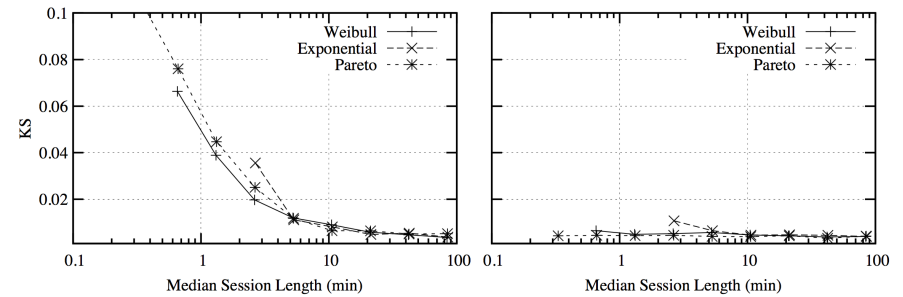 0.1
0.08
0.06
0.04
0.02
KS
0.1 1 10 100
Median Session Length (min)
Weibull
Exponential
Pareto
0.1 1 10 100
Median Session Length (min)
Weibull
Exponential
Pareto